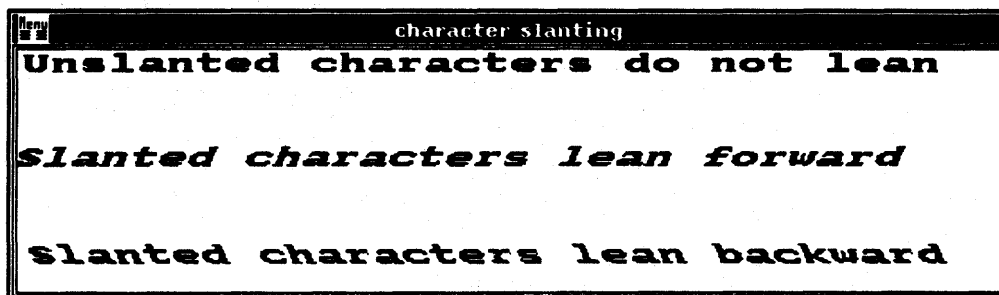 Menu
character slanting
Unslanted characters do not lean
Slanted characters lean forward
Slanted characters lean backward